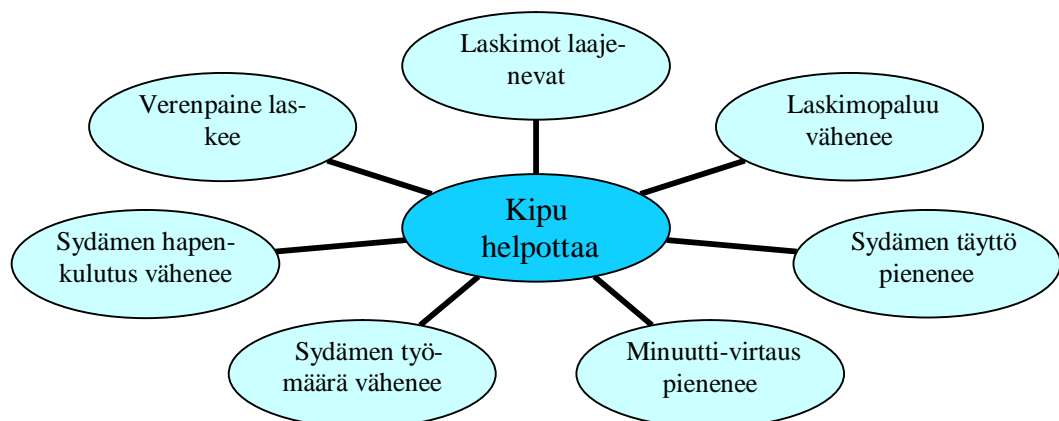 Laskimot laaje-
nevat
Verenpaine las-
kee
Laskimopaluu
vähenee
Kipu
helpottaa
Sydämen hapen-
kulutus vähenee
Sydämen täyttö
pienenee
Sydämen työ-
määrä vähenee
Minuutti-virtaus
pienenee